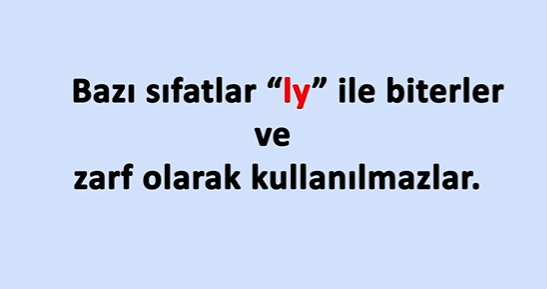 Bazı sıfatlar “ly” ile biterler
ve
zarf olarak kullanılmazlar.